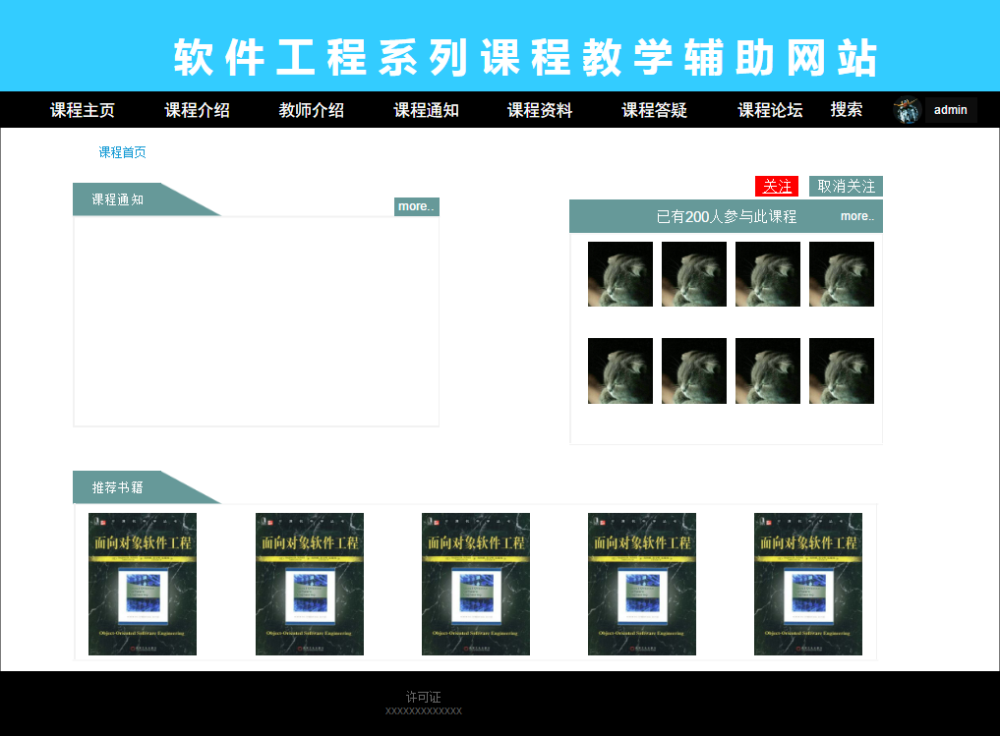 软件工程系列课程教学辅助网站
课程主页 课程介绍 教师介绍 课程通知 课程资料 课程答疑 课程论坛 搜索 admin
课程首页
关注 取消关注
课程通知 more..
已有200人参与此课程 more..
推荐书籍
面向对象软件工程 面向对象软件工程 面向对象软件工程 面向对象软件工程 面向对象软件工程
Object-Oriented Software Engineering Object-Oriented Software Engineering Object-Oriented Software Engineering Object-Oriented Software Engineering Object-Oriented Software Engineering
许可证
XXXXXXXXXXXXX